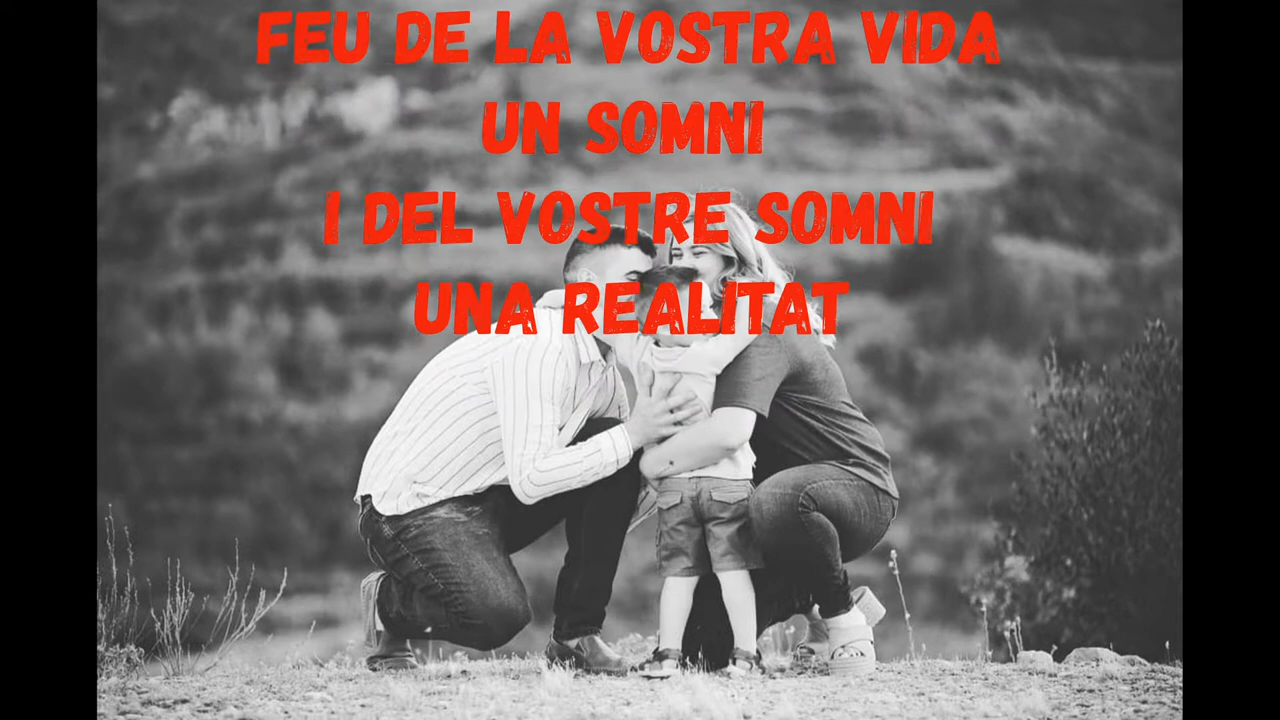 FEU DE LA VOSTRA VIDA
UN SOMNI
I DEL VOSTRE SOMNI
UNA REALITAT